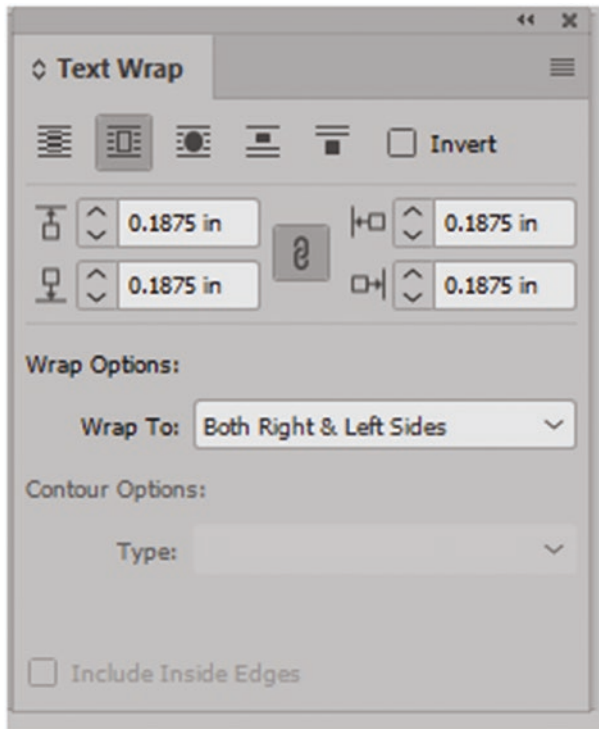 Text Wrap
Invert
0.1875 in 0.1875 in
0.1875 in 0.1875 in
Wrap Options:
Wrap To: Both Right & Left Sides
Contour Options:
Type:
Include Inside Edges